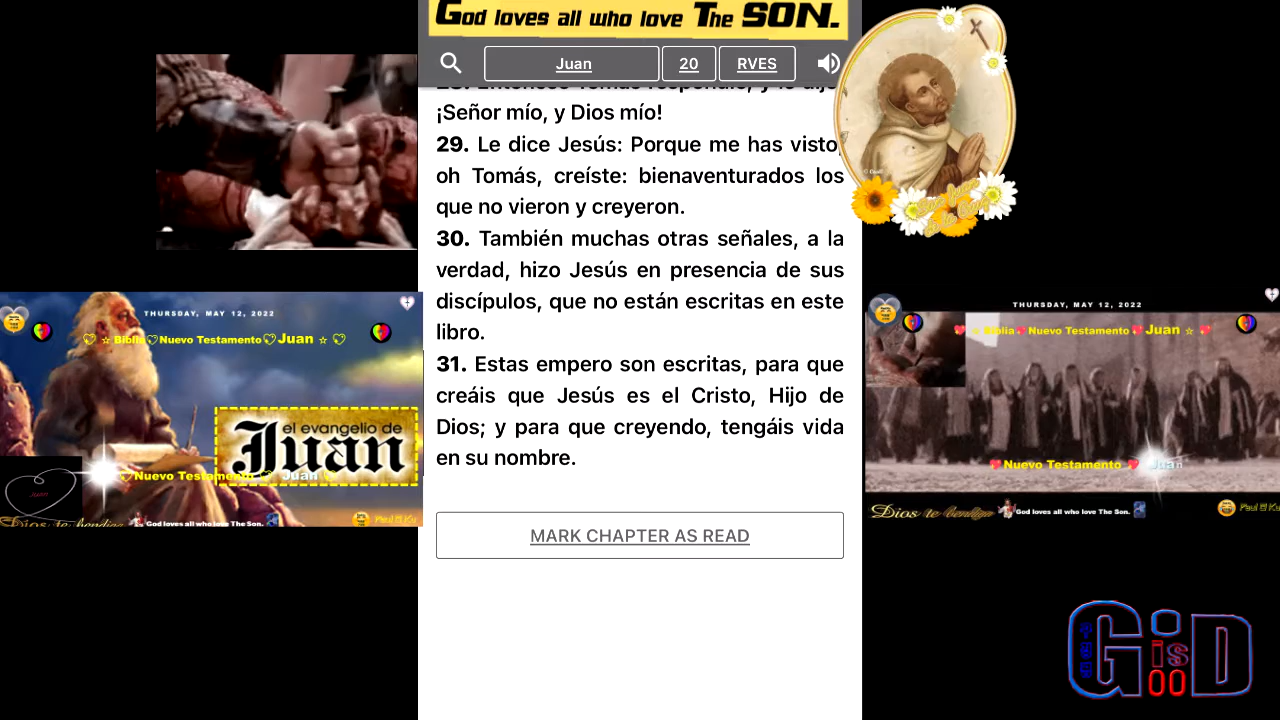 God loves all who love The SON.
Juan 20 RVES
¡Señor mío, y Dios mío!
29. Le dice Jesús: Porque me has visto,
oh Tomás, creíste: bienaventurados los
que no vieron y creyeron.
30. También muchas otras señales, a la
verdad, hizo Jesús en presencia de sus
discípulos, que no están escritas en este
libro.
31. Estas empero son escritas, para que
creáis que Jesús es el Cristo, Hijo de
Dios; y para que creyendo, tengáis vida
en su nombre.
MARK CHAPTER AS READ
THURSDAY, MAY 12, 2022
☆ Biblia Nuevo Testamento Juan ☆
el evangelio de
Juan
Nuevo Testamento Juan
Juan
Dios te bendiga God loves all who love The Son.
THURSDAY, MAY 12, 2022
☆ Biblia Nuevo Testamento Juan ☆
Nuevo Testamento Juan
Dios te bendiga God loves all who love The Son.
GOD
is